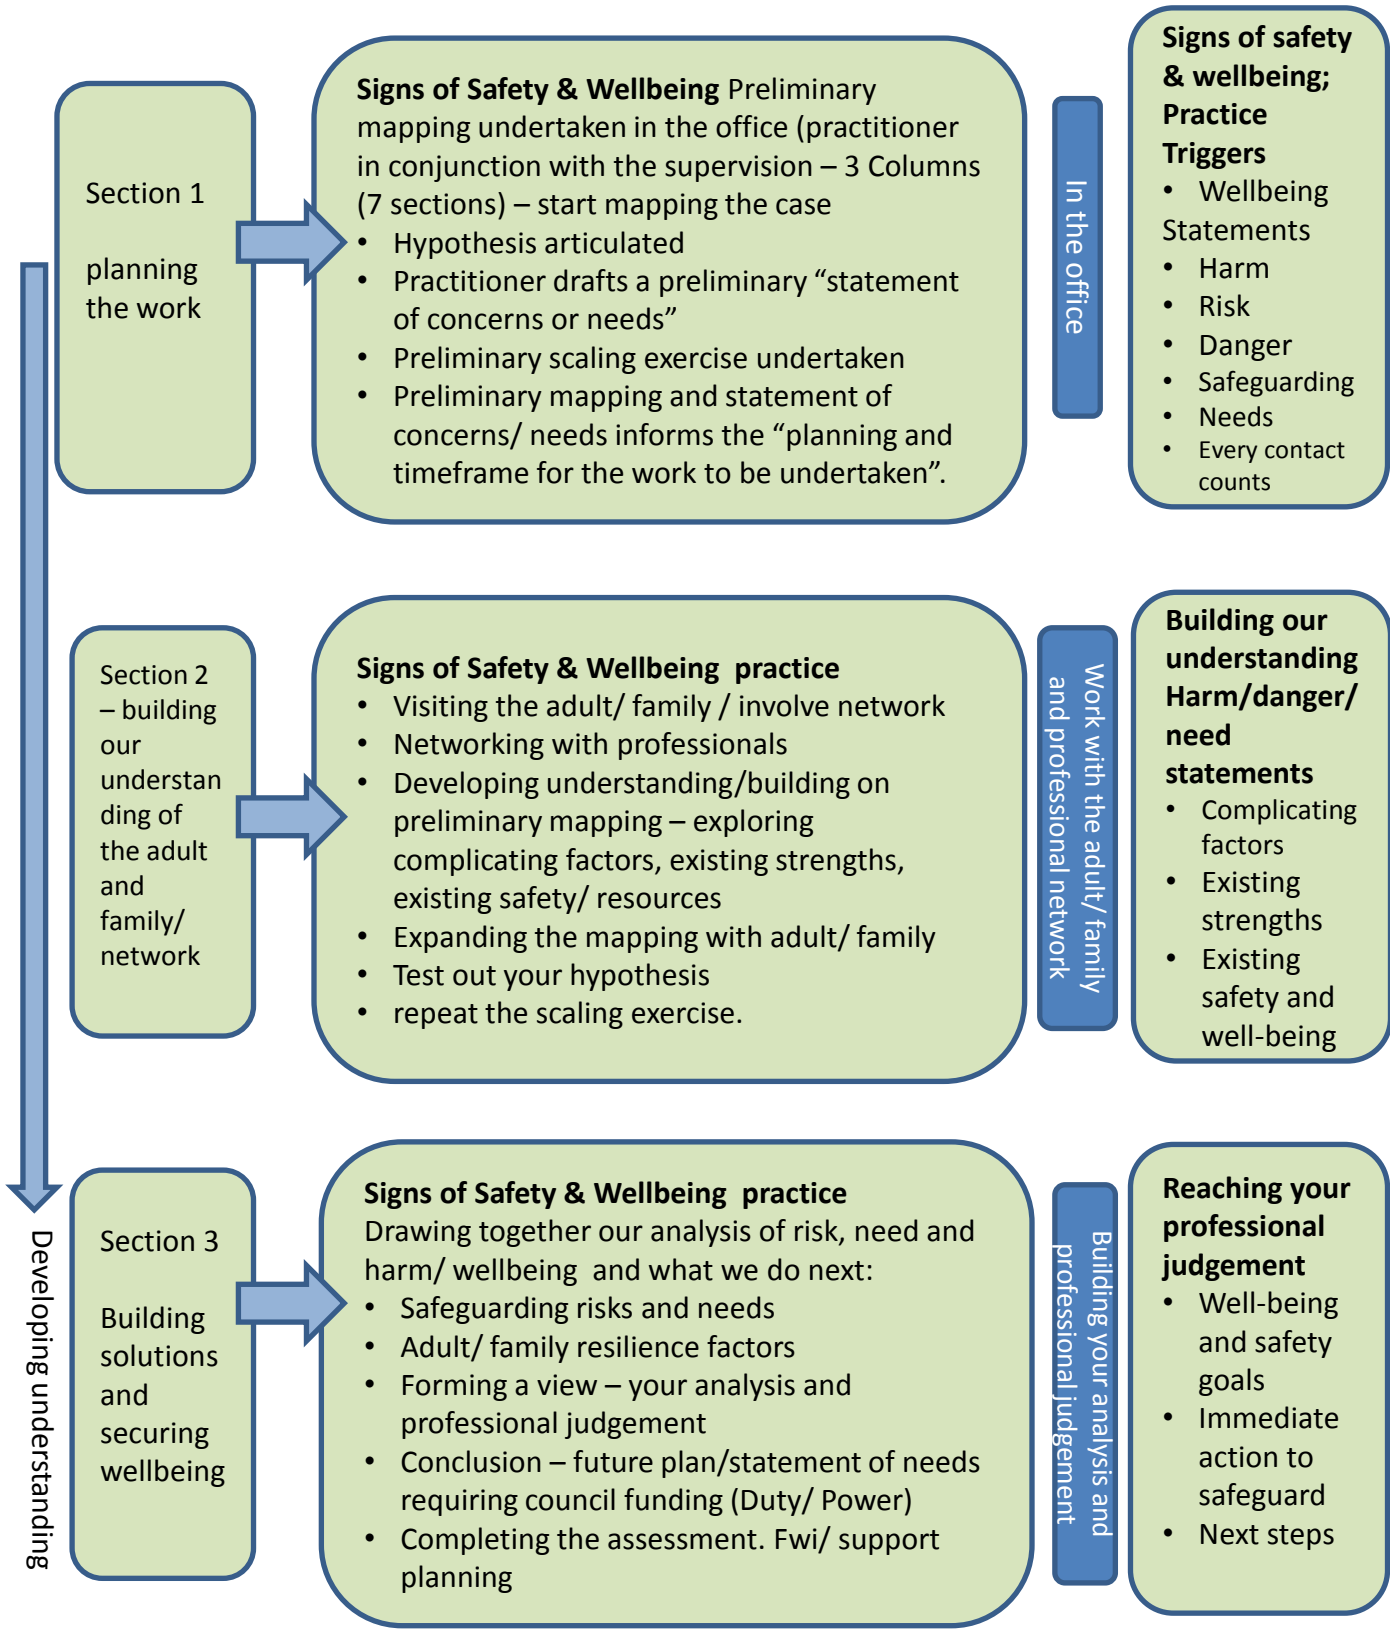 Section 1
planning
the work
Signs of Safety & Wellbeing Preliminary
mapping undertaken in the office (practitioner
in conjunction with the supervision – 3 Columns
(7 sections) – start mapping the case
• Hypothesis articulated
• Practitioner drafts a preliminary “statement
of concerns or needs”
• Preliminary scaling exercise undertaken
• Preliminary mapping and statement of
concerns/ needs informs the “planning and
timeframe for the work to be undertaken”.
In the office
Signs of safety
& wellbeing;
Practice
Triggers
• Wellbeing
Statements
• Harm
• Risk
• Danger
• Safeguarding
• Needs
• Every contact
counts
Section 2
– building
our
understan
ding of
the adult
and
family/
network
Signs of Safety & Wellbeing practice
• Visiting the adult/ family / involve network
• Networking with professionals
• Developing understanding/building on
preliminary mapping – exploring
complicating factors, existing strengths,
existing safety/ resources
• Expanding the mapping with adult/ family
• Test out your hypothesis
• repeat the scaling exercise.
Work with the adult/ family
and professional network
Building our
understanding
Harm/danger/
need
statements
• Complicating
factors
• Existing
strengths
• Existing
safety and
well-being
Developing understanding
Section 3
Building
solutions
and
securing
wellbeing
Signs of Safety & Wellbeing practice
Drawing together our analysis of risk, need and
harm/ wellbeing and what we do next:
• Safeguarding risks and needs
• Adult/ family resilience factors
• Forming a view – your analysis and
professional judgement
• Conclusion – future plan/statement of needs
requiring council funding (Duty/ Power)
• Completing the assessment. Fwi/ support
planning
Building your analysis and
professional judgement
Reaching your
professional
judgement
• Well-being
and safety
goals
• Immediate
action to
safeguard
• Next steps